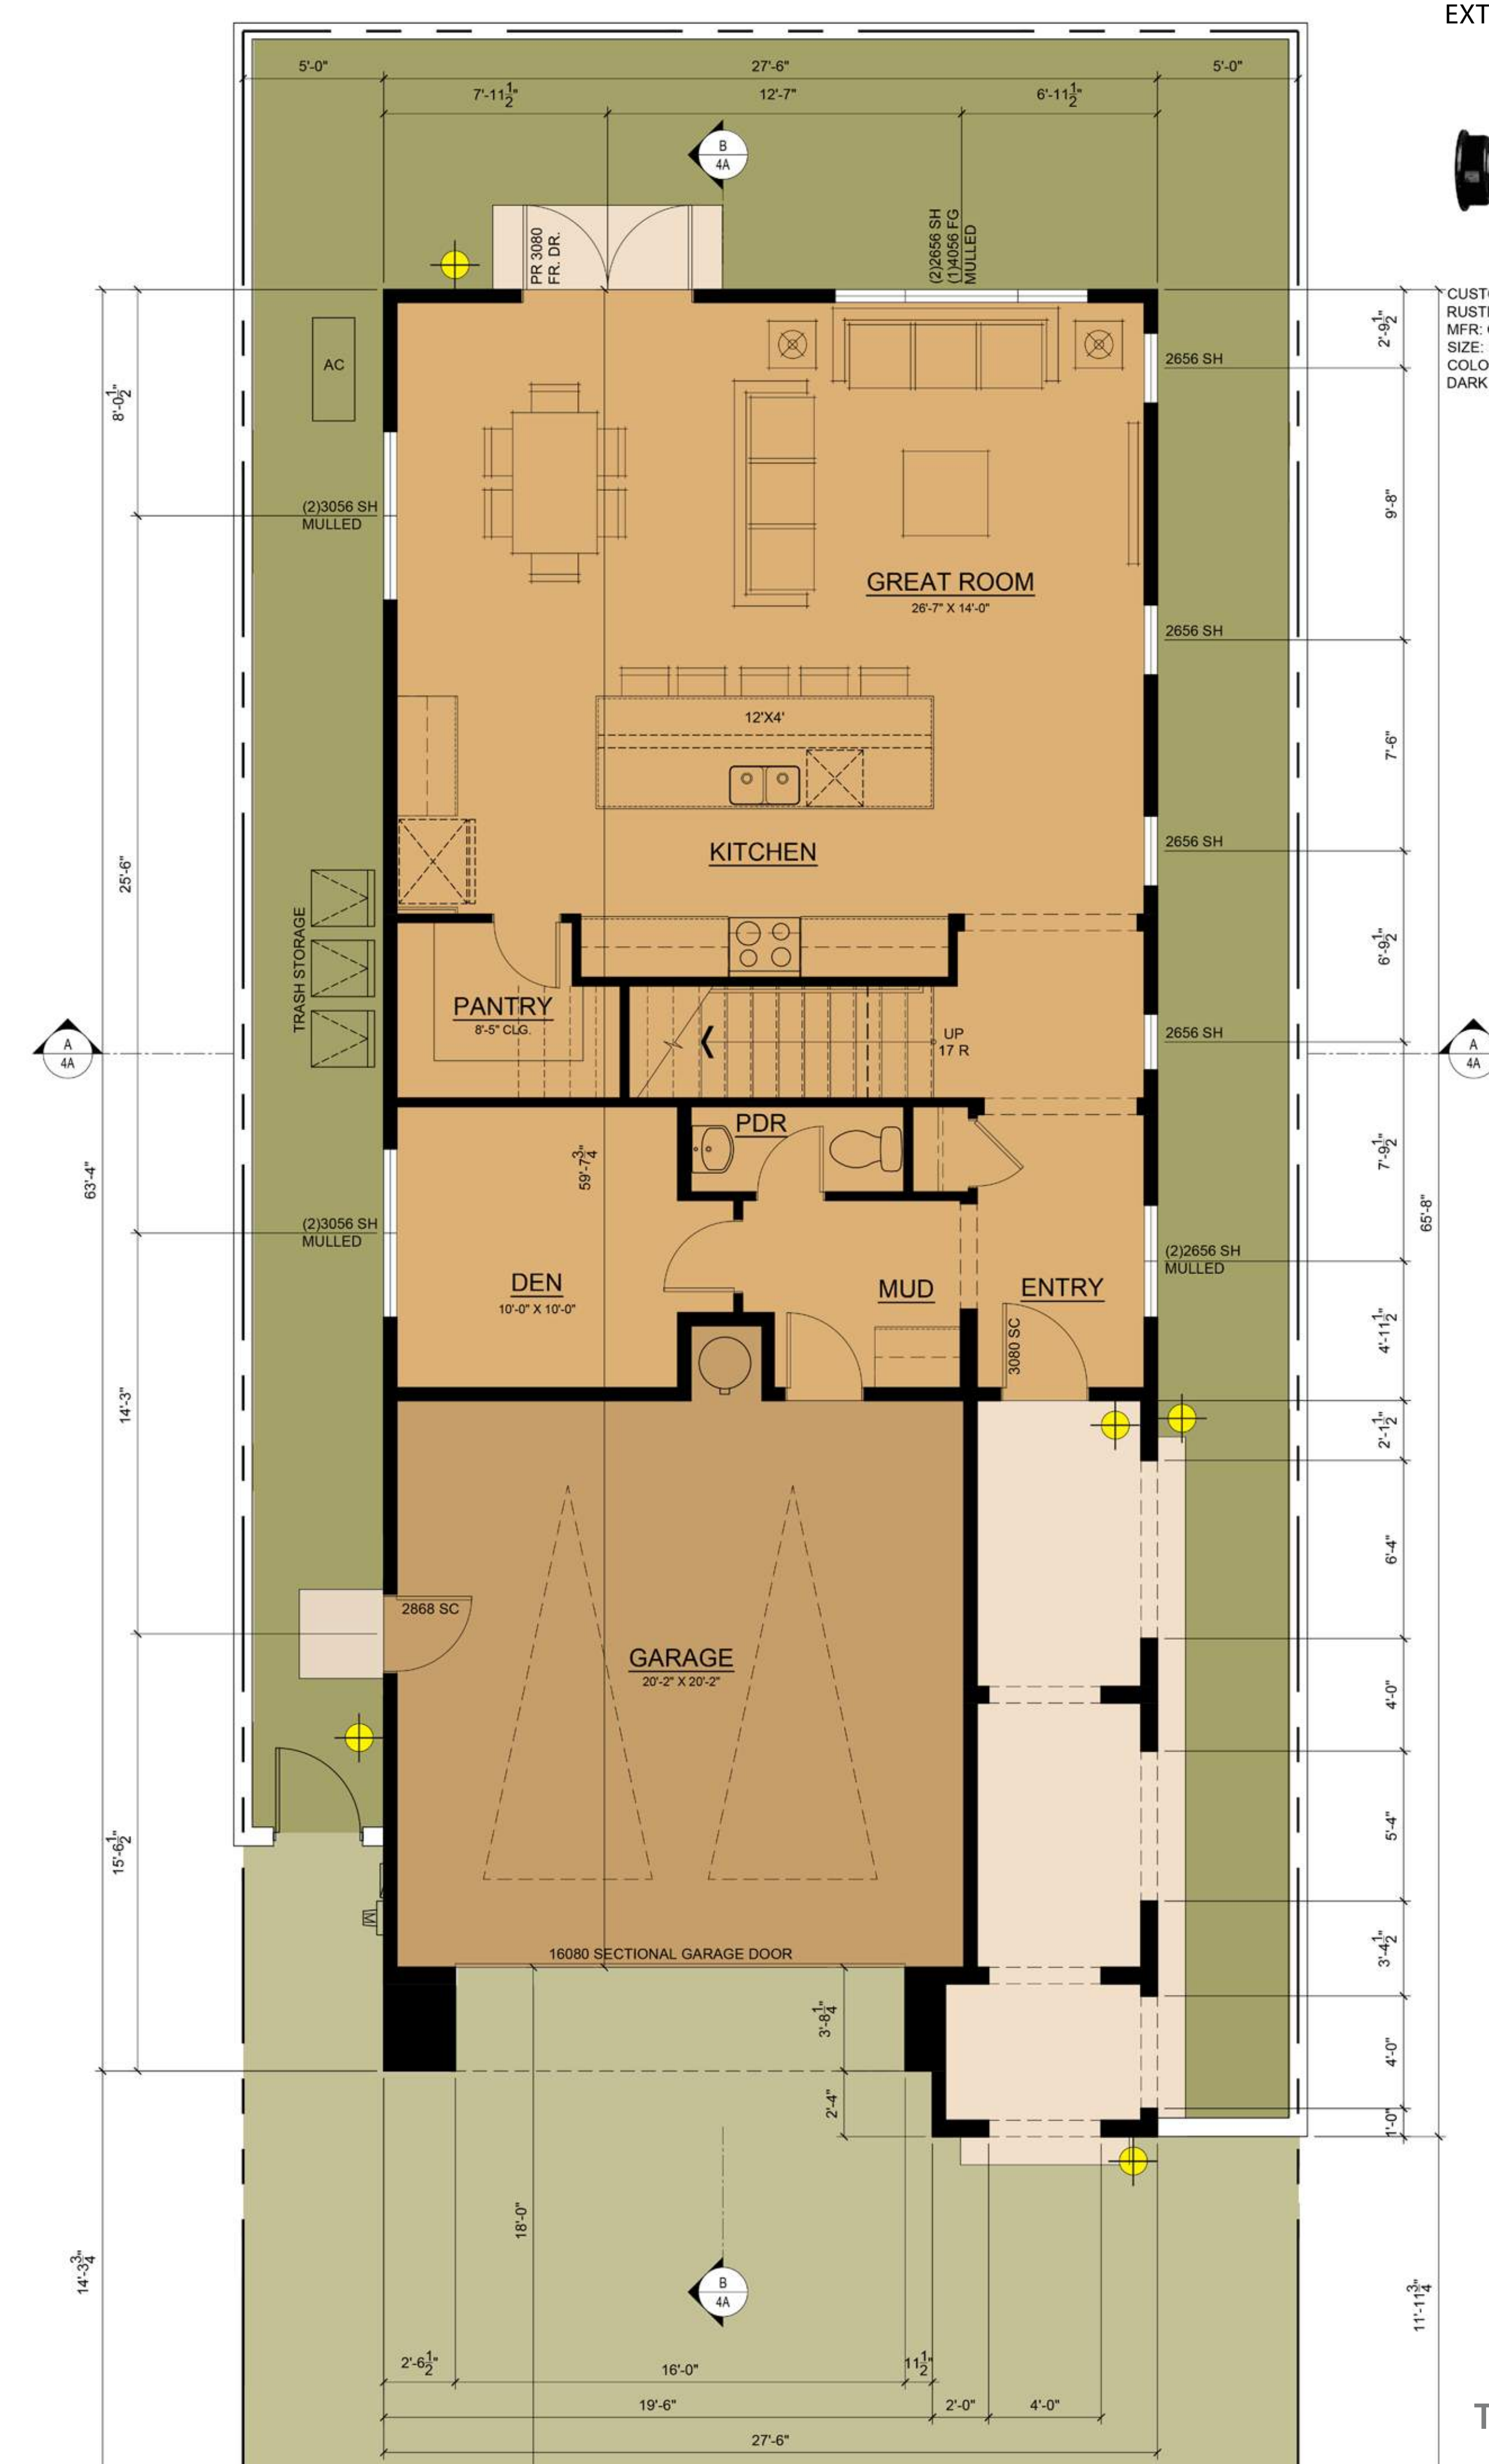 EXT
5'-0"
27'-6"
5'-0"
7'-11 1/2"
12'-7"
6'-11 1/2"
B
4A
PR 3080
FR. DR.
(2)2656 SH
(1)4056 FG
MULLED
CUST
RUSTI
MFR:
SIZE:
COLO
DARK
2'-9 1/2"
2656 SH
AC
8'-0 1/2"
(2)3056 SH
MULLED
9'-8"
GREAT ROOM
26'-7" X 14'-0"
2656 SH
12'X4'
7'-6"
KITCHEN
2656 SH
25'-6"
TRASH STORAGE
6'-9 1/2"
PANTRY
8'-5" CLG.
UP
17 R
2656 SH
A
4A
A
4A
PDR
59'-7 3/4"
7'-9 1/2"
63'-4"
65'-8"
(2)3056 SH
MULLED
(2)2656 SH
MULLED
DEN
10'-0" X 10'-0"
MUD
ENTRY
3080 SC
4'-11 1/2"
14'-3"
2'-1 1/2"
6'-4"
2868 SC
GARAGE
20'-2" X 20'-2"
4'-0"
15'-6 1/2"
5'-4"
M
16080 SECTIONAL GARAGE DOOR
3'-4 1/2"
3'-8 1/4"
4'-0"
2'-4"
1'-0"
18'-0"
14'-3 3/4"
B
4A
11'-11 3/4"
2'-6 1/2"
16'-0"
11 1/2"
19'-6"
2'-0"
4'-0"
T
27'-6"